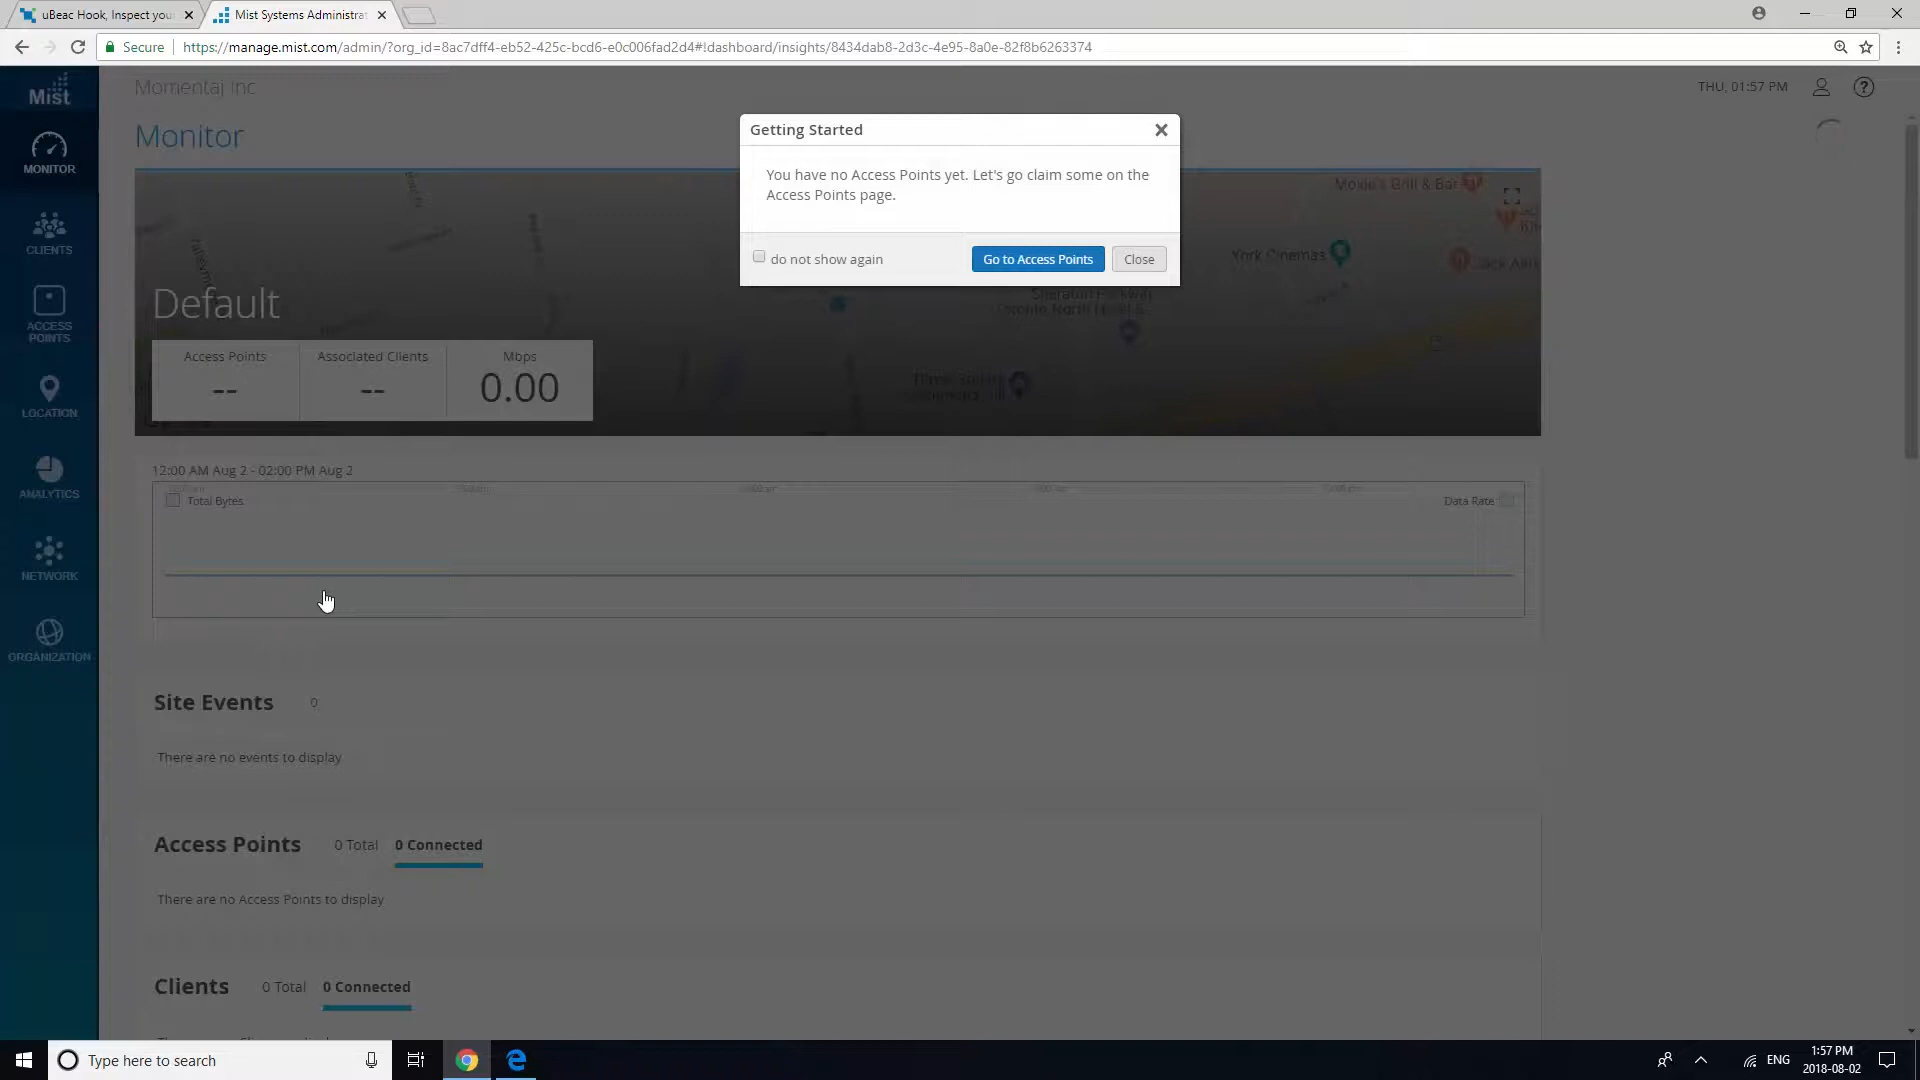 uBeac Hook, Inspect you
Mist Systems Administra
Secure
https://manage.mist.com/admin/?org_id=8ac7dff4-eb52-425c-bcd6-e0c006fad2d4#!dashboard/insights/8434dab8-2d3c-4e95-8a0e-82f8b6263374
Mist
Momentaj Inc
THU, 01:57 PM
MONITOR
CLIENTS
ACCESS
POINTS
LOCATION
ANALYTICS
NETWORK
ORGANIZATION
Monitor
Getting Started
You have no Access Points yet. Let's go claim some on the
Access Points page.
do not show again
Go to Access Points
Close
Moxie's Grill & Bar
York Cinemas
Sheraton Parkway
Toronto North Hotel &
Default
Access Points
--
Associated Clients
--
Mbps
0.00
12:00 AM Aug 2 - 02:00 PM Aug 2
Total Bytes
Data Rate
Site Events 0
There are no events to display
Access Points 0 Total 0 Connected
There are no Access Points to display
Clients 0 Total 0 Connected
Type here to search
ENG
1:57 PM
2018-08-02